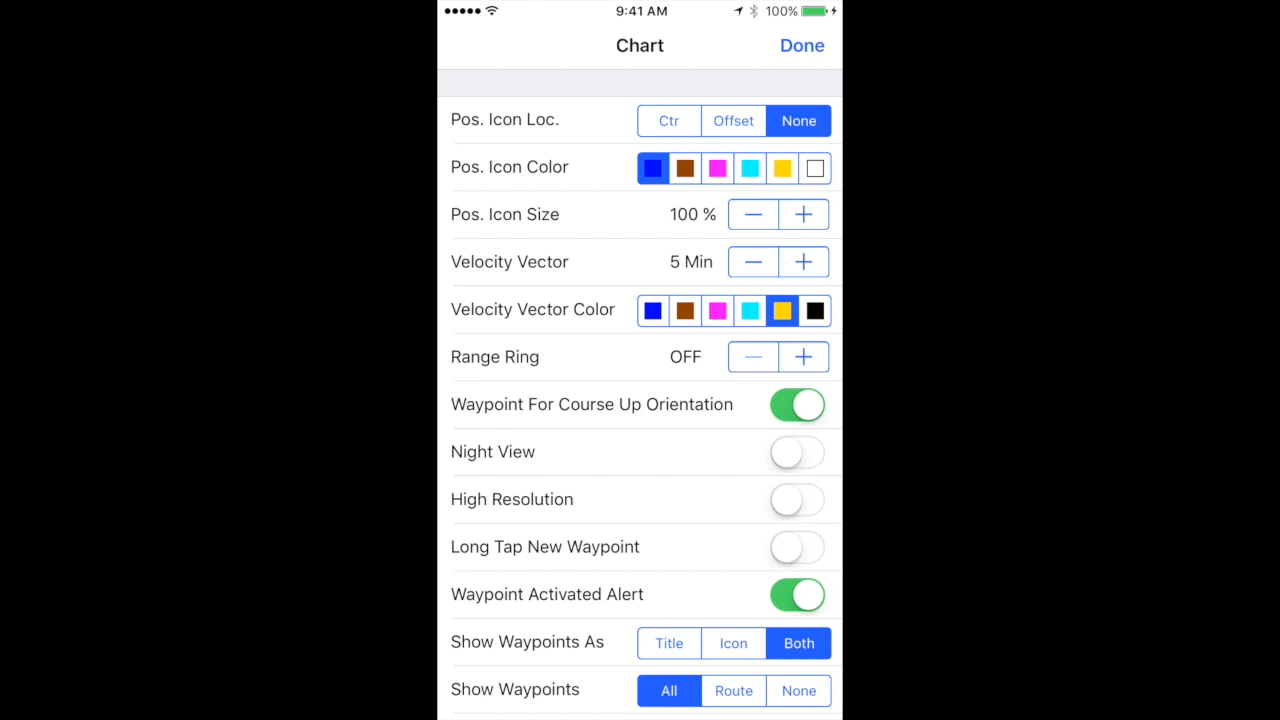 9:41 AM 100%
Chart Done
Pos. Icon Loc. Ctr Offset None
Pos. Icon Color
Pos. Icon Size 100 %
Velocity Vector 5 Min
Velocity Vector Color
Range Ring OFF
Waypoint For Course Up Orientation
Night View
High Resolution
Long Tap New Waypoint
Waypoint Activated Alert
Show Waypoints As Title Icon Both
Show Waypoints All Route None